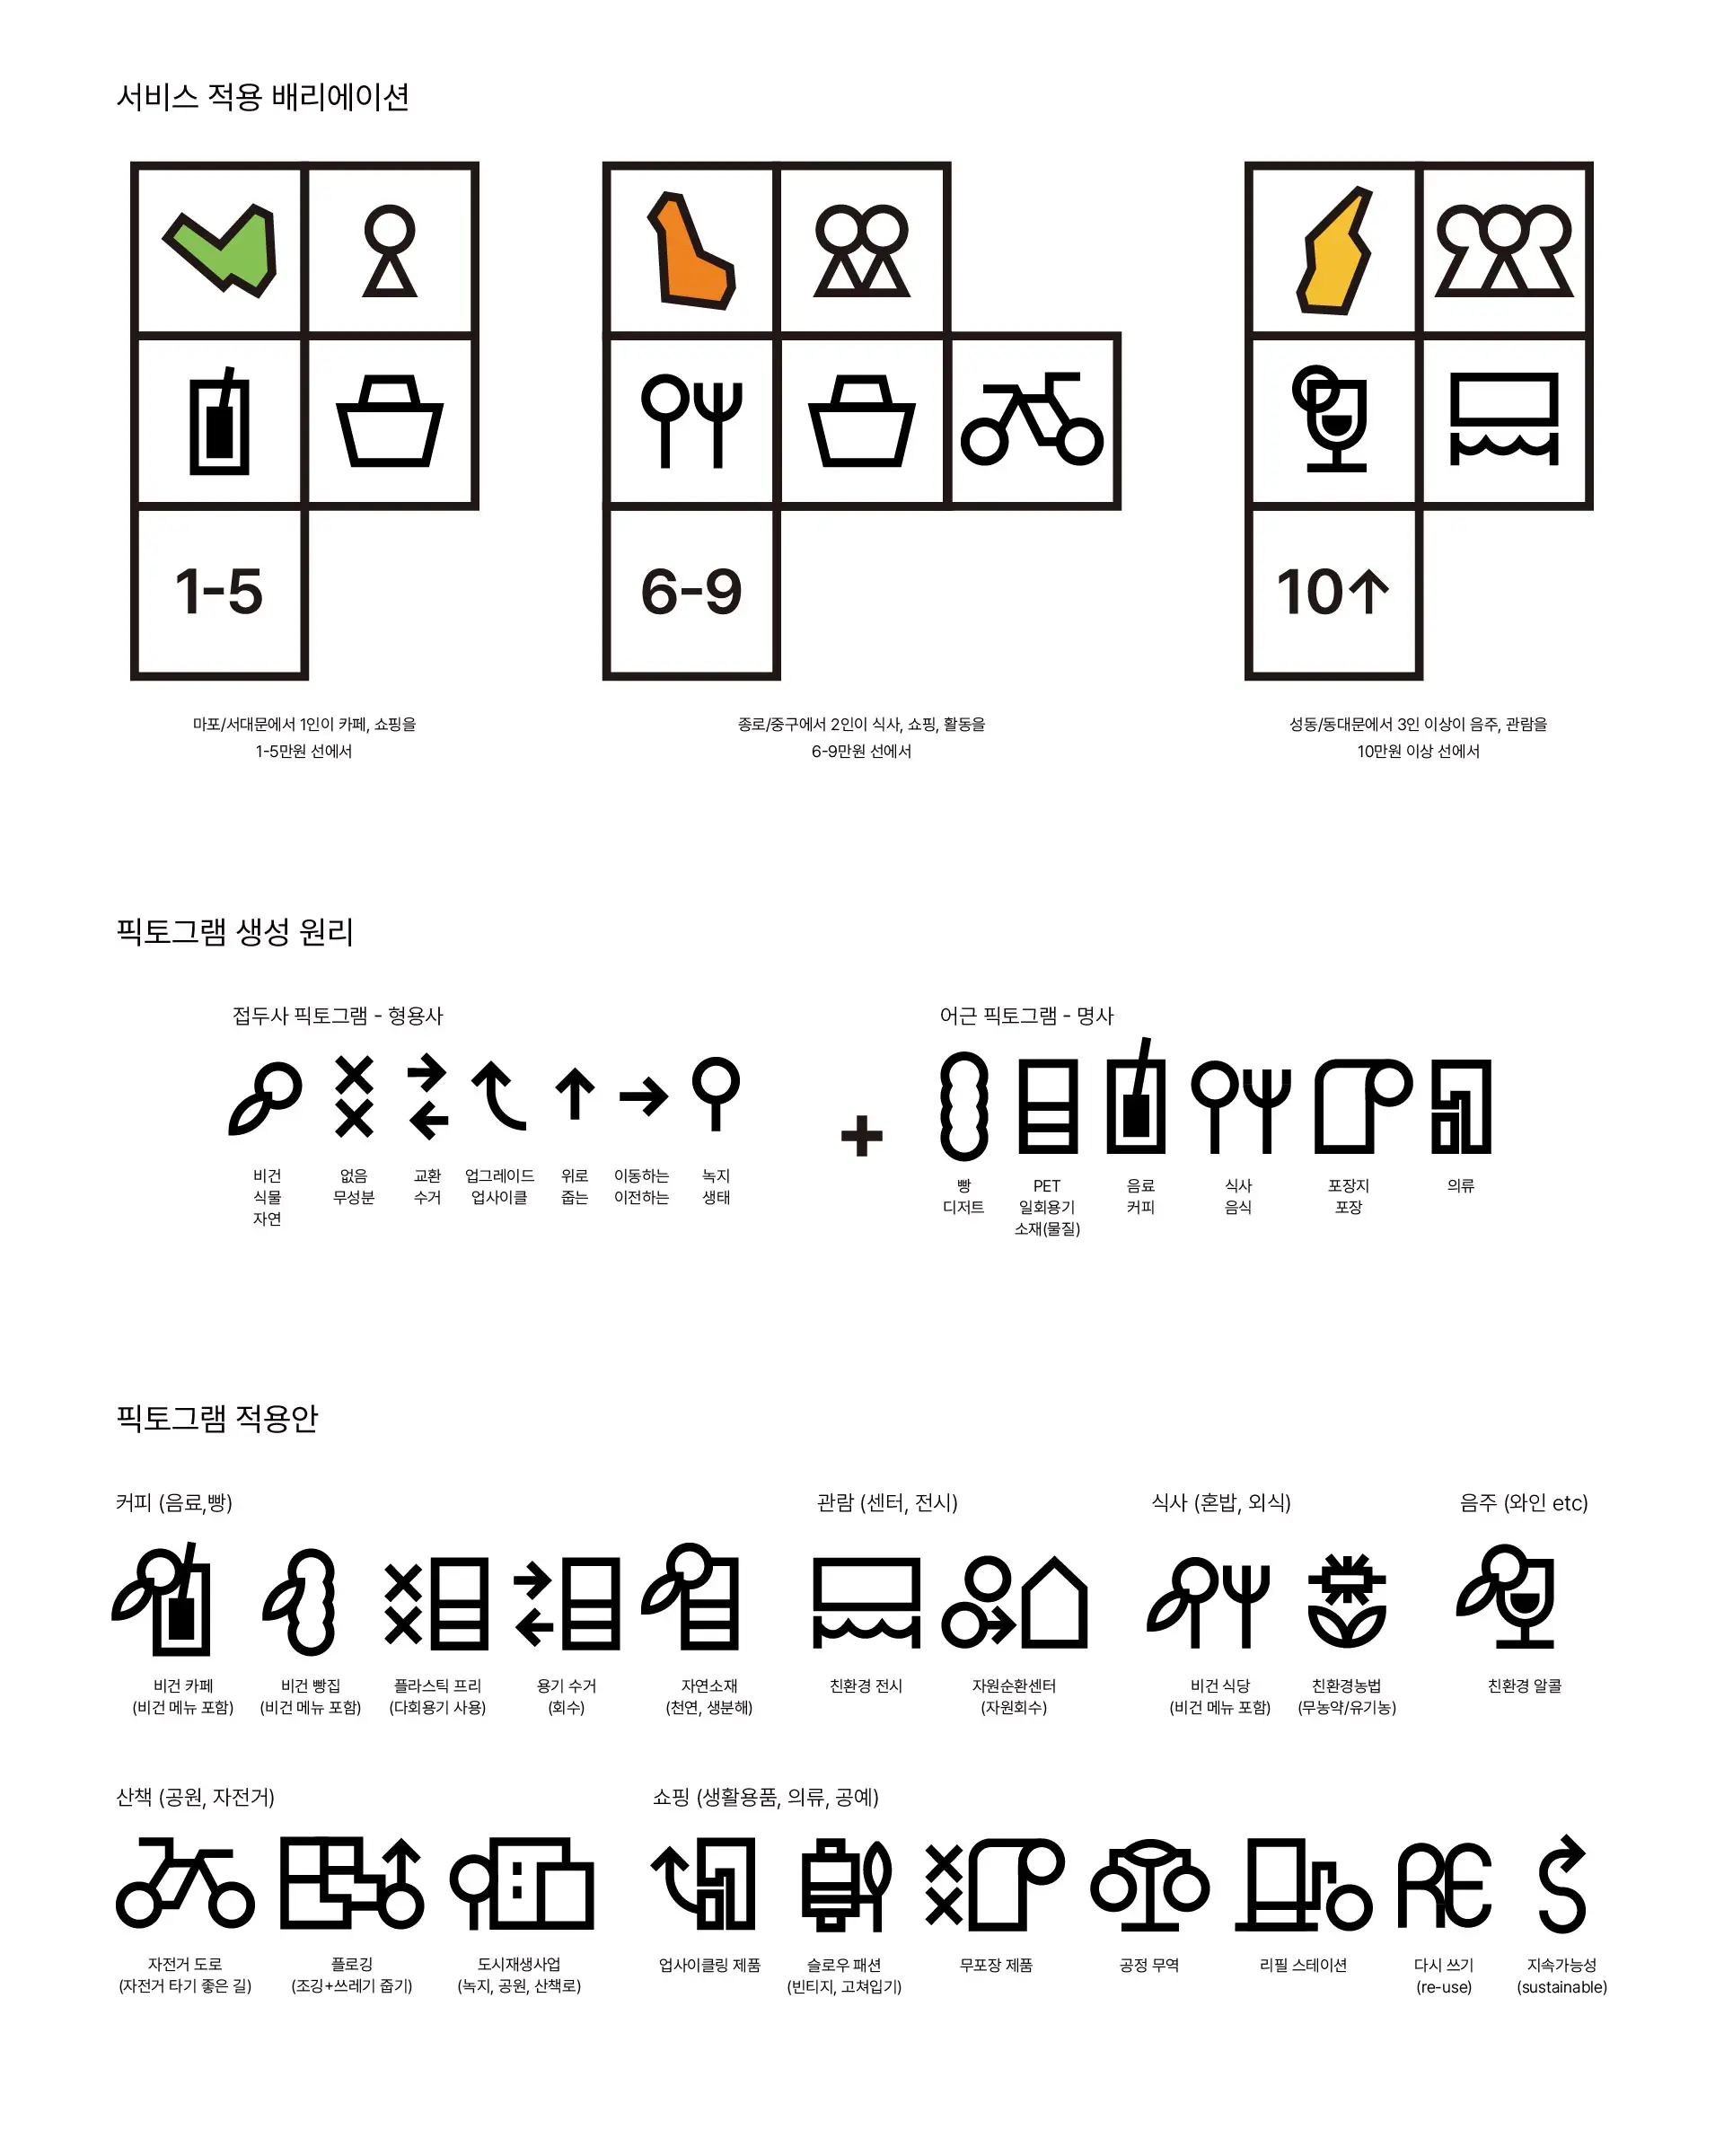 서비스 적용 배리에이션
1-5
6-9
10↑
마포/서대문에서 1인이 카페, 쇼핑을
1-5만원 선에서
종로/중구에서 2인이 식사, 쇼핑, 활동을
6-9만원 선에서
성동/동대문에서 3인 이상이 음주, 관람을
10만원 이상 선에서
픽토그램 생성 원리
접두사 픽토그램 - 형용사
비건
식물
자연
없음
무성분
교환
수거
업그레이드
업사이클
위로
줍는
이동하는
이전하는
녹지
생태
+
어근 픽토그램 - 명사
빵
디저트
PET
일회용기
소재(물질)
음료
커피
식사
음식
포장지
포장
의류
픽토그램 적용안
커피 (음료,빵)
비건 카페
(비건 메뉴 포함)
비건 빵집
(비건 메뉴 포함)
플라스틱 프리
(다회용기 사용)
용기 수거
(회수)
자연소재
(천연, 생분해)
관람 (센터, 전시)
친환경 전시
자원순환센터
(자원회수)
식사 (혼밥, 외식)
비건 식당
(비건 메뉴 포함)
친환경농법
(무농약/유기농)
음주 (와인 etc)
친환경 알콜
산책 (공원, 자전거)
자전거 도로
(자전거 타기 좋은 길)
플로깅
(조깅+쓰레기 줍기)
도시재생사업
(녹지, 공원, 산책로)
쇼핑 (생활용품, 의류, 공예)
업사이클링 제품
슬로우 패션
(빈티지, 고쳐입기)
무포장 제품
공정 무역
리필 스테이션
RE
다시 쓰기
(re-use)
지속가능성
(sustainable)